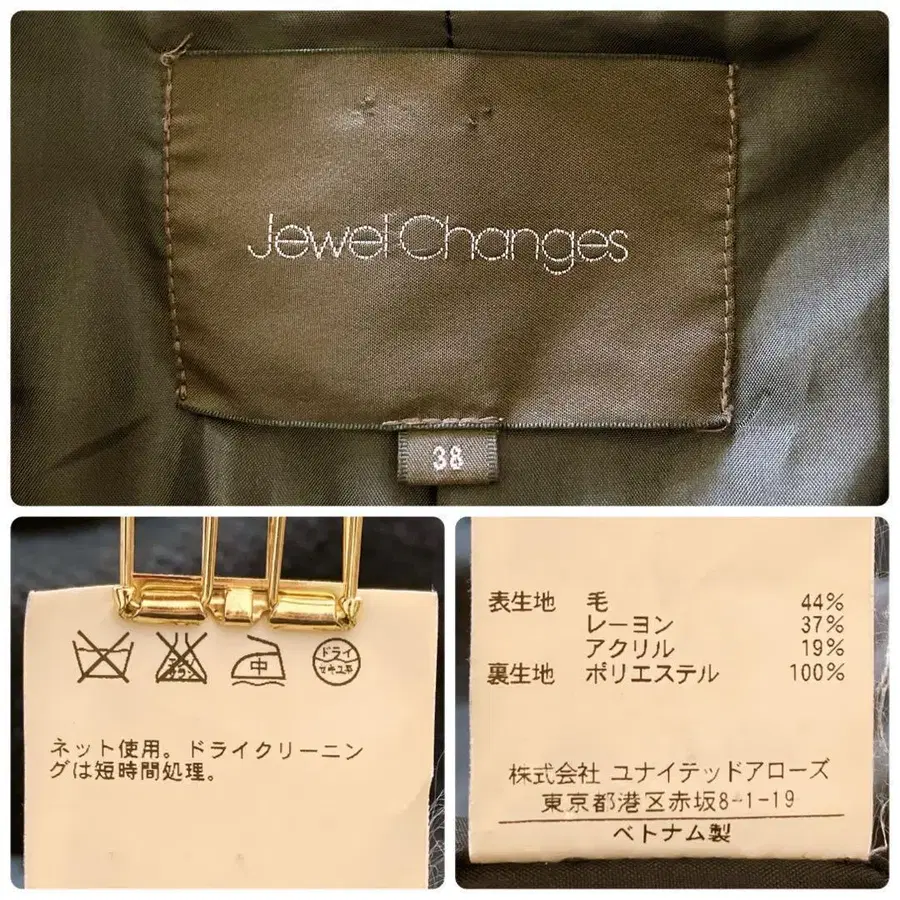 Jewel Changes
38
中
ドライ
セキユ系
ネット使用。ドライクリーニン
グは短時間処理。
表生地 毛 44%
レーヨン 37%
アクリル 19%
裏生地 ポリエステル 100%
株式会社 ユナイテッドアローズ
東京都港区赤坂8-1-19
ベトナム製